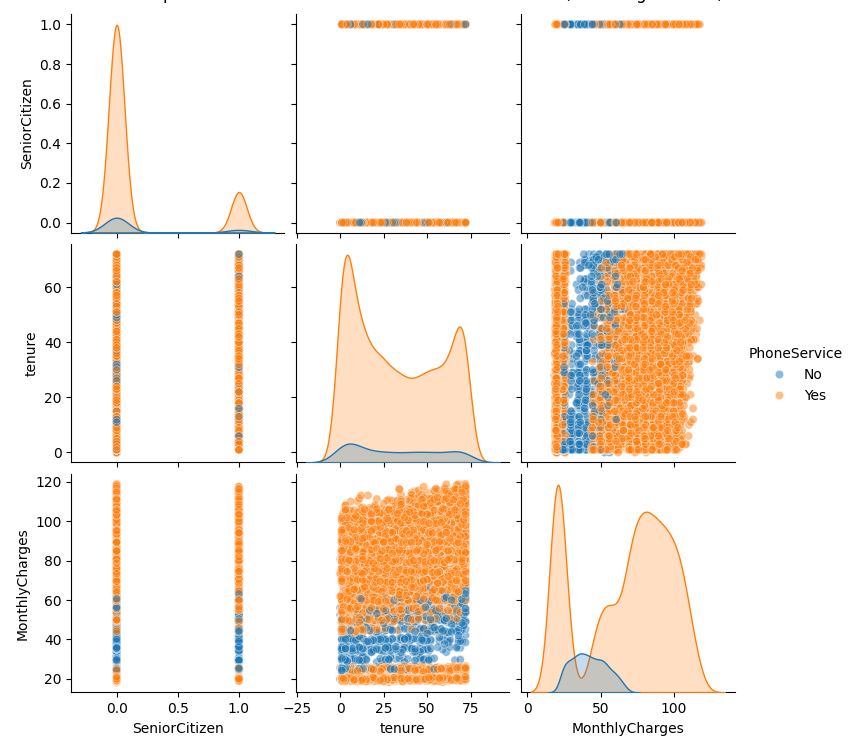 1.0
0.8
0.6
0.4
0.2
0.0
SeniorCitizen
60
40
20
0
tenure
PhoneService
No
Yes
120
100
80
60
40
20
MonthlyCharges
0.0 0.5 1.0
SeniorCitizen
−25 0 25 50 75
tenure
0 50 100
MonthlyCharges